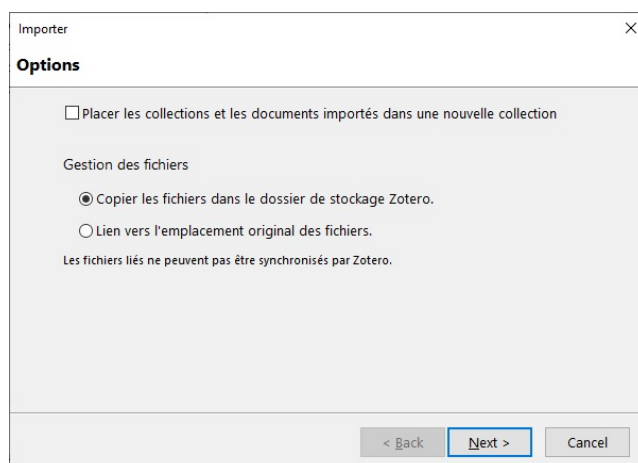 Importer
Options
Placer les collections et les documents importés dans une nouvelle collection
Gestion des fichiers
Copier les fichiers dans le dossier de stockage Zotero.
Lien vers l'emplacement original des fichiers.
Les fichiers liés ne peuvent pas être synchronisés par Zotero.
< Back Next > Cancel